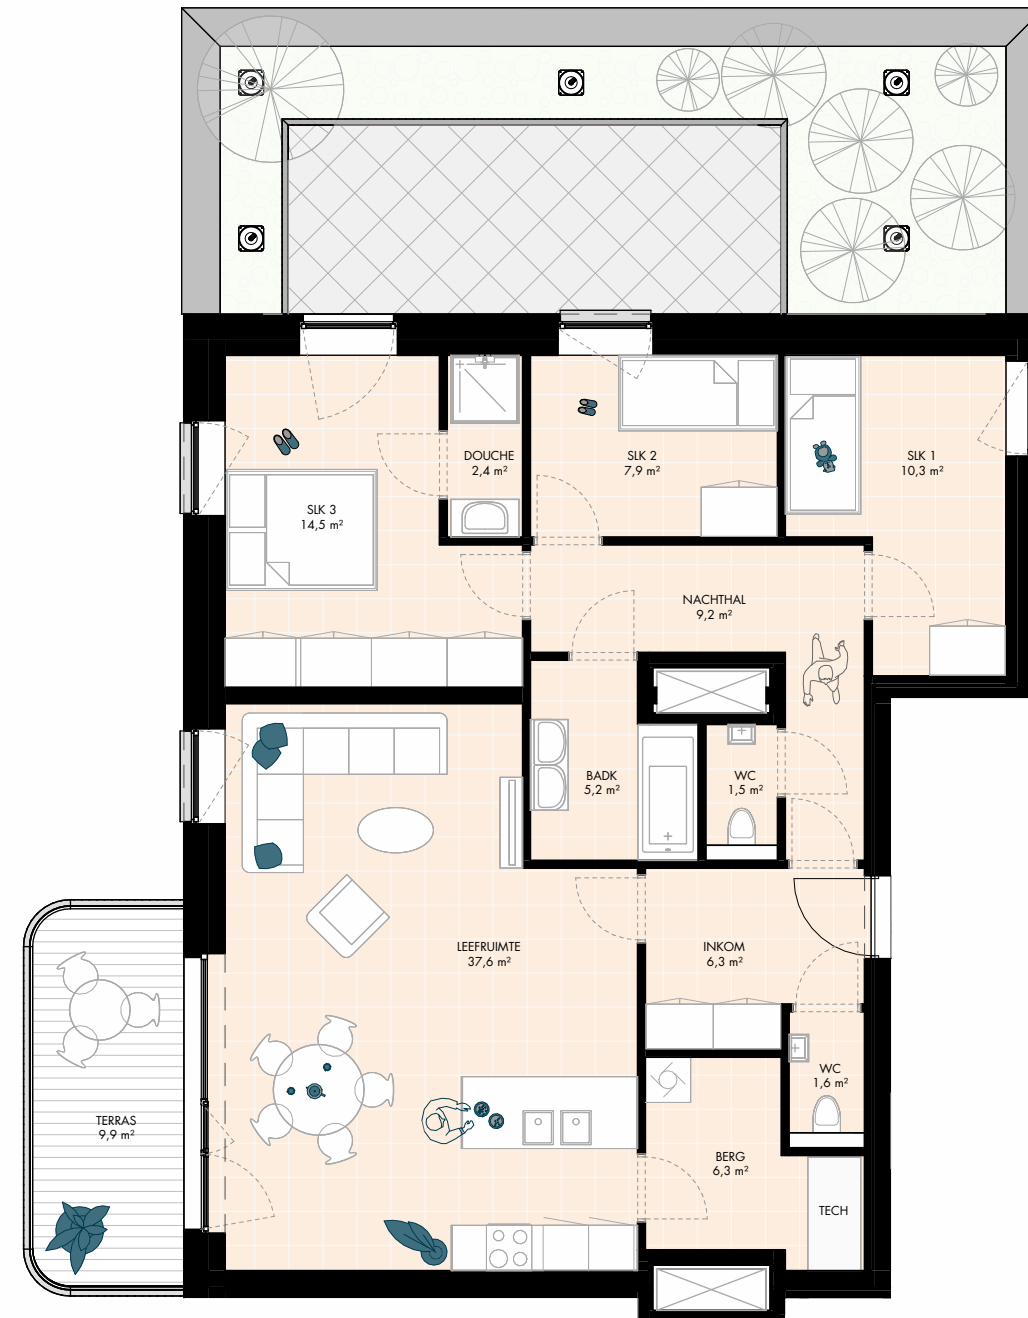 DOUCHE
2,4 m²
SLK 2
7,9 m²
SLK 1
10,3 m²
SLK 3
14,5 m²
NACHTHAL
9,2 m²
BADK
5,2 m²
WC
1,5 m²
LEEFRUIMTE
37,6 m²
INKOM
6,3 m²
WC
1,6 m²
TERRAS
9,9 m²
BERG
6,3 m²
TECH